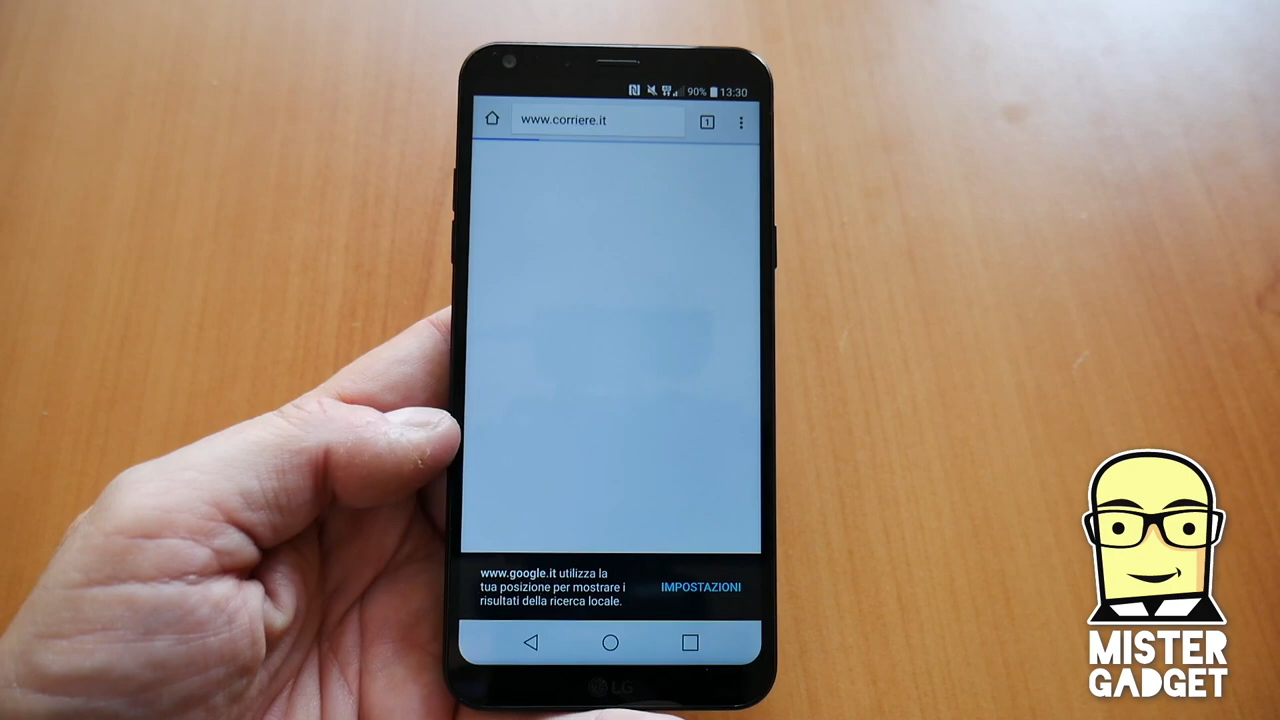 90% 13:30
www.corriere.it
1
www.google.it utilizza la
tua posizione per mostrare i
risultati della ricerca locale.
IMPOSTAZIONI
LG
MISTER
GADGET